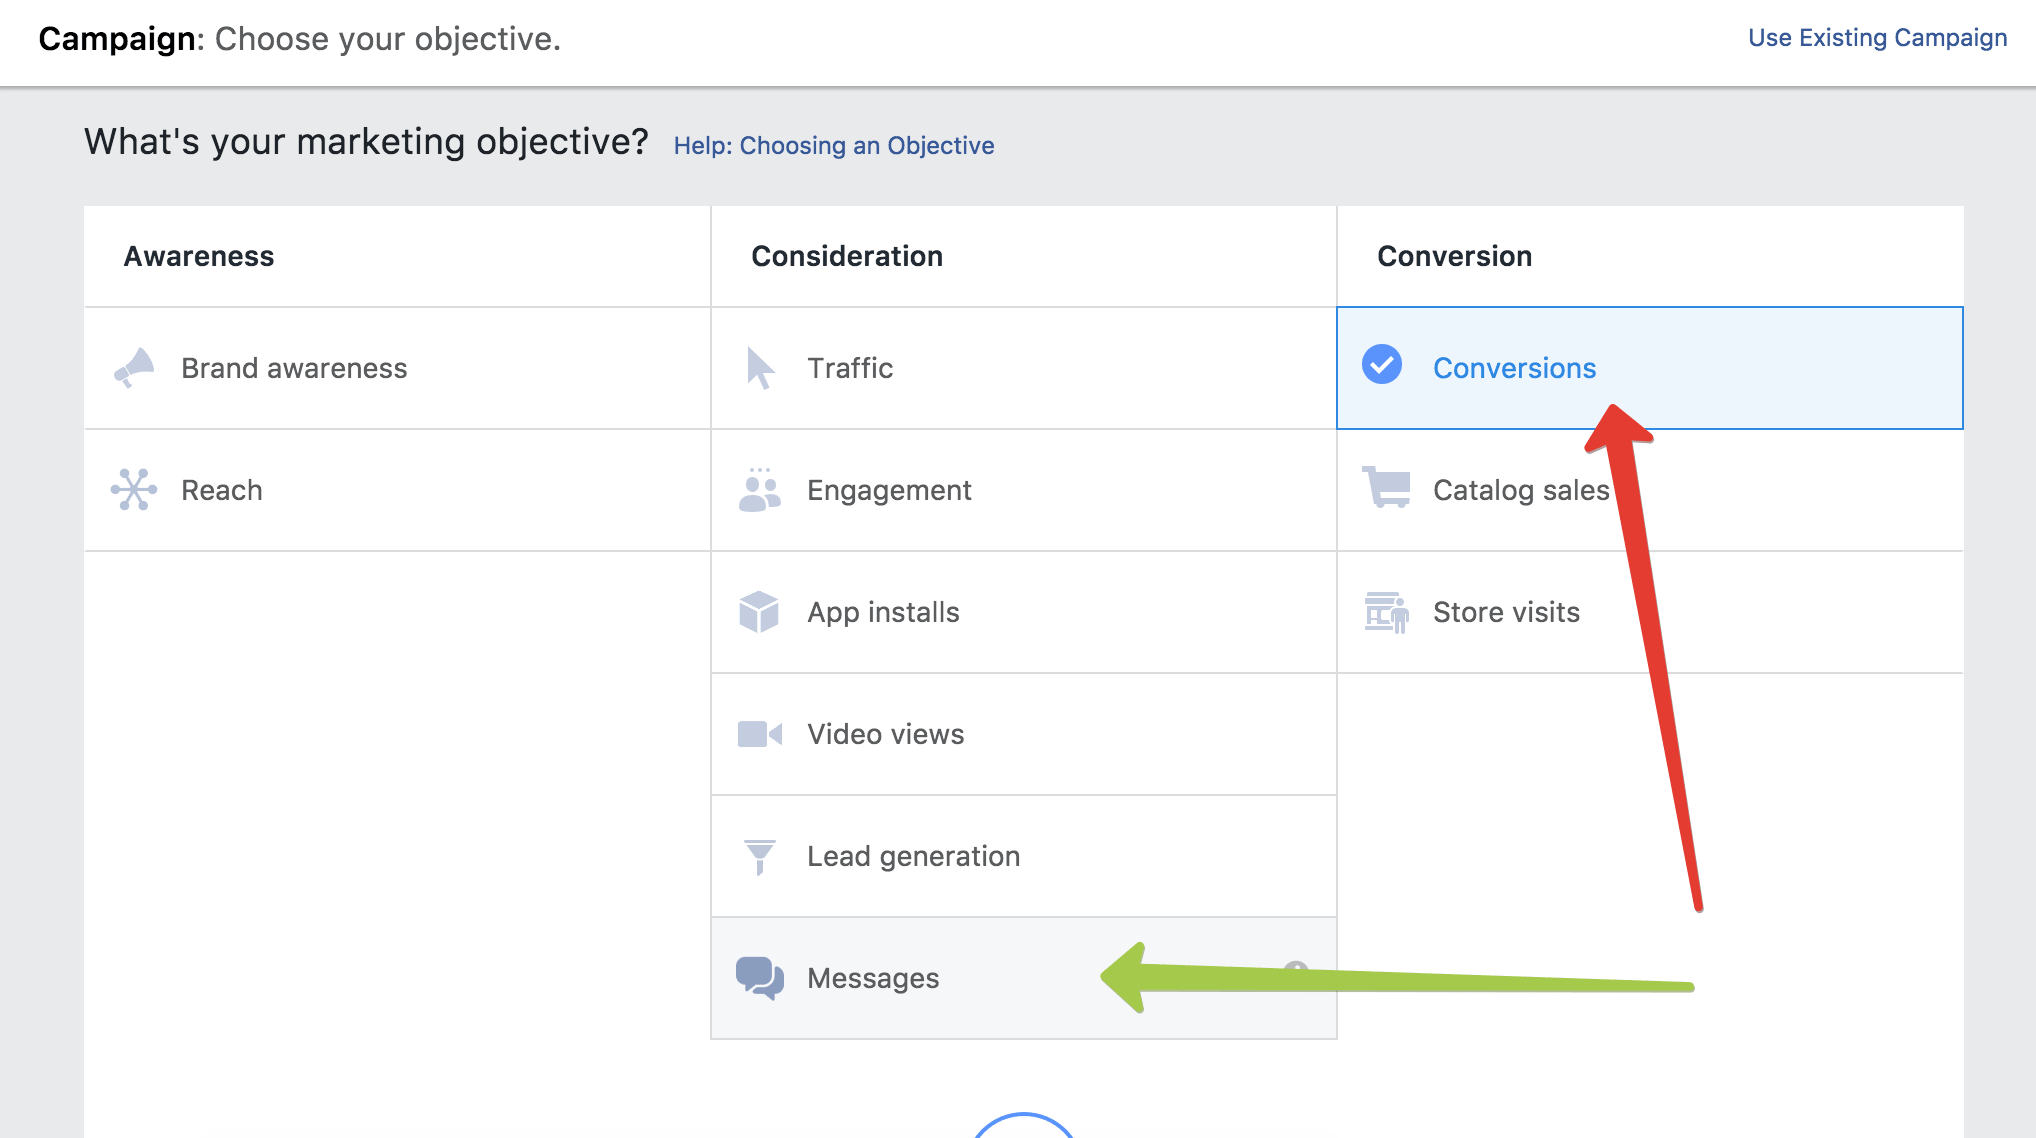 Campaign: Choose your objective.
Use Existing Campaign
What's your marketing objective? Help: Choosing an Objective
Awareness
Consideration
Conversion
Brand awareness
Traffic
Conversions
Reach
Engagement
Catalog sales
App installs
Store visits
Video views
Lead generation
Messages